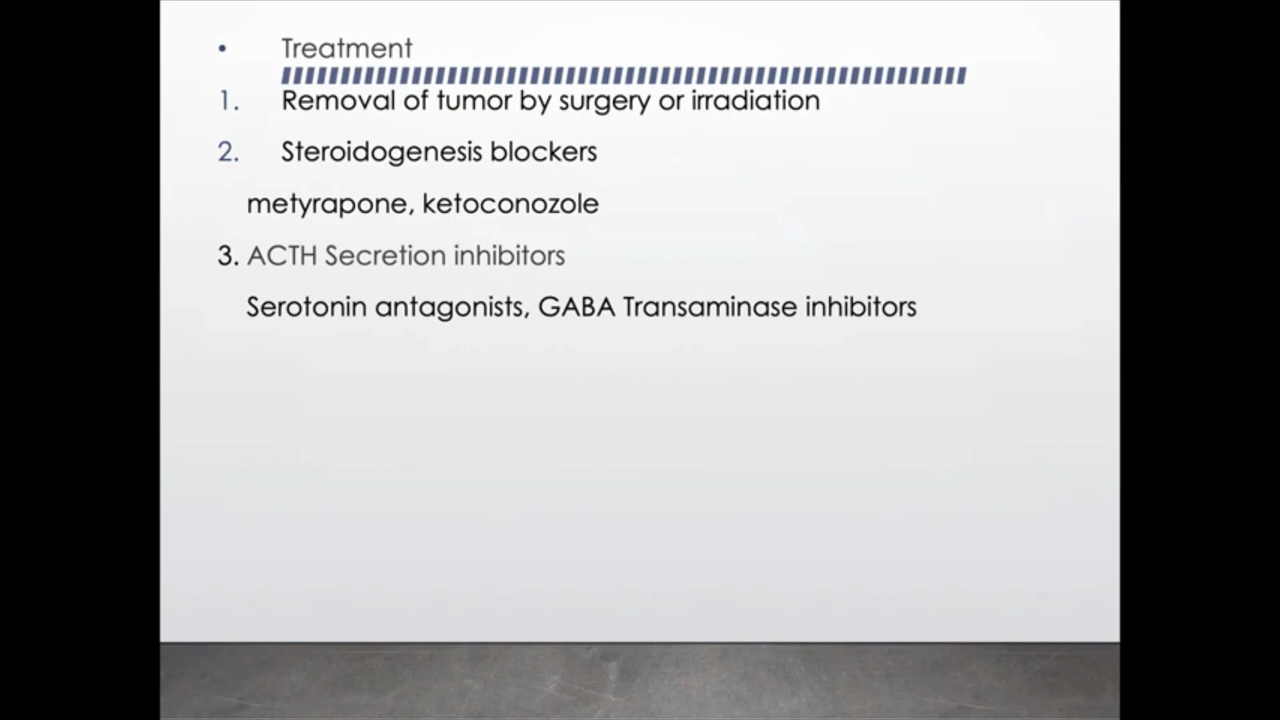 • Treatment
1. Removal of tumor by surgery or irradiation
2. Steroidogenesis blockers
metyrapone, ketoconozole
3. ACTH Secretion inhibitors
Serotonin antagonists, GABA Transaminase inhibitors